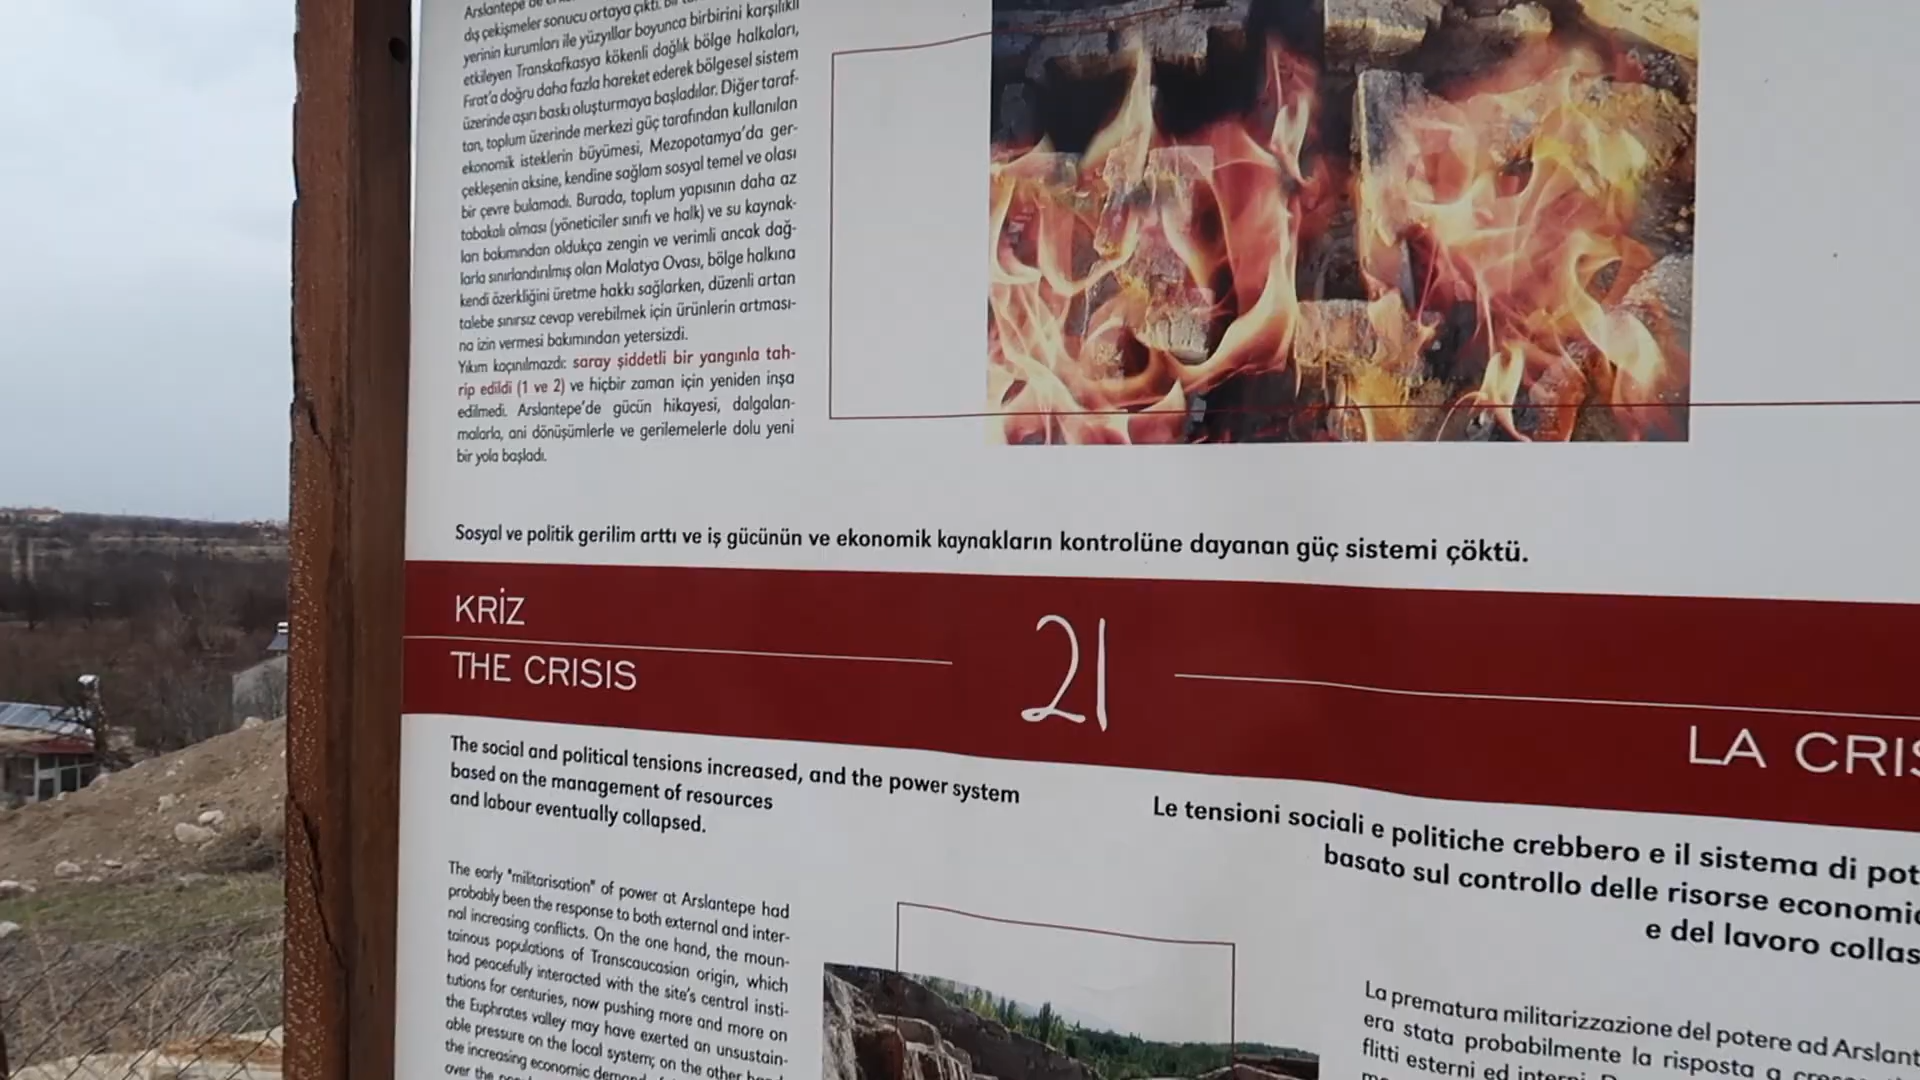 Arslantepe
dış çekişmeler sonucu ortaya çıktı.
yerinin kurumları ile yüzyıllar boyunca birbirini karşılıklı
etkileyen Transkafkasya kökenli dağlık bölge halkaları,
Fırat'a doğru daha fazla hareket ederek bölgesel sistem
üzerinde aşırı baskı oluşturmaya başladılar. Diğer taraf-
tan, toplum üzerinde merkezi güç tarafından kullanılan
ekonomik isteklerin büyümesi, Mezopotamya'da ger-
çekleşenin aksine, kendine sağlam sosyal temel ve olası
bir çevre bulamadı. Burada, toplum yapısının daha az
tabakalı olması (yöneticiler sınıfı ve halk) ve su kaynak-
ları bakımından oldukça zengin ve verimli ancak dağ-
larla sınırlandırılmış olan Malatya Ovası, bölge halkına
kendi özerkliğini üretme hakkı sağlarken, düzenli artan
talebe sınırsız cevap verebilmek için ürünlerin artması-
na izin vermesi bakımından yetersizdi.
Yıkım kaçınılmazdı: saray şiddetli bir yangınla tah-
rip edildi (1 ve 2) ve hiçbir zaman için yeniden inşa
edilmedi. Arslantepe'de gücün hikayesi, dalgalan-
malarla, ani dönüşümlerle ve gerilemelerle dolu yeni
bir yola başladı.
Sosyal ve politik gerilim arttı ve iş gücünün ve ekonomik kaynakların kontrolüne dayanan güç sistemi çöktü.
KRİZ
THE CRISIS
21
LA CRIS
The social and political tensions increased, and the power system
based on the management of resources
and labour eventually collapsed.
Le tensioni sociali e politiche crebbero e il sistema di pot
basato sul controllo delle risorse economic
e del lavoro collas
The early "militarisation" of power at Arslantepe had
probably been the response to both external and inter-
nal increasing conflicts. On the one hand, the moun-
tainous populations of Transcaucasian origin, which
had peacefully interacted with the site's central insti-
tutions for centuries, now pushing more and more on
the Euphrates valley may have exerted an unsustain-
able pressure on the local system; on the other
the increasing economic
over the
La prematura militarizzazione del potere ad Arslant
era stata probabilmente la risposta a
flitti esterni ed